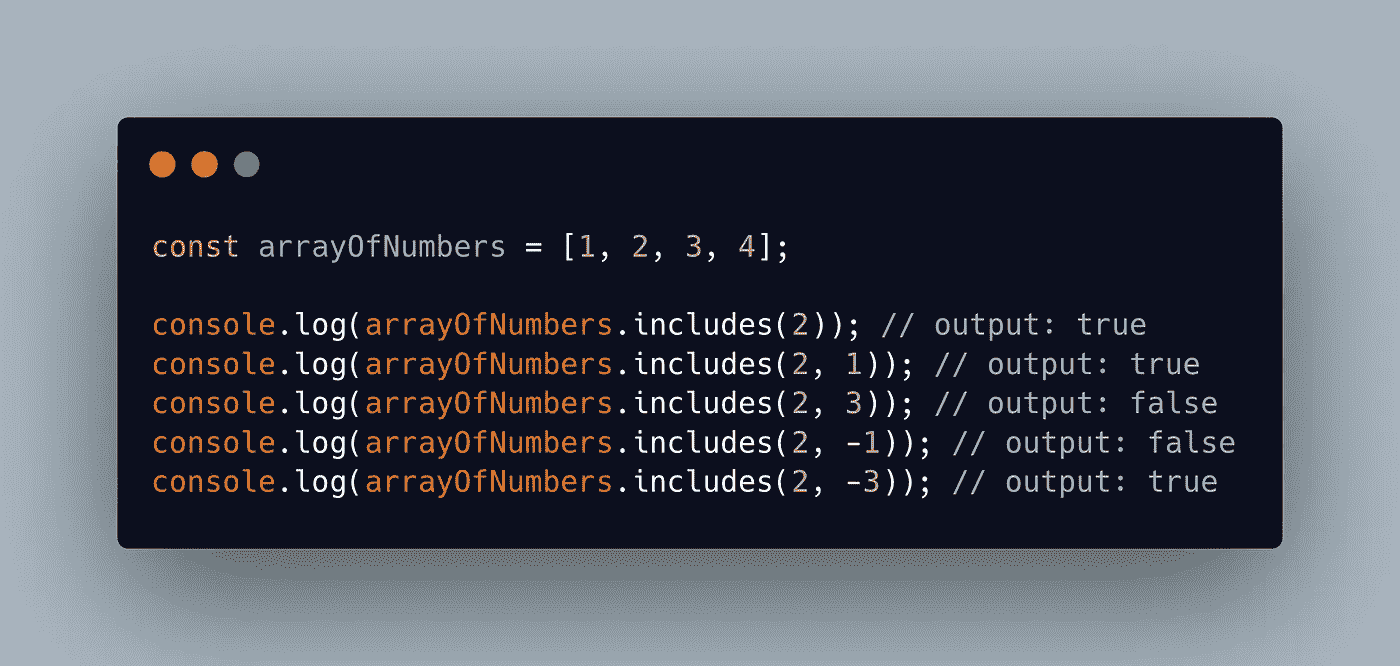 const arrayOfNumbers = [1, 2, 3, 4];
console.log(arrayOfNumbers.includes(2)); // output: true
console.log(arrayOfNumbers.includes(2, 1)); // output: true
console.log(arrayOfNumbers.includes(2, 3)); // output: false
console.log(arrayOfNumbers.includes(2, -1)); // output: false
console.log(arrayOfNumbers.includes(2, -3)); // output: true